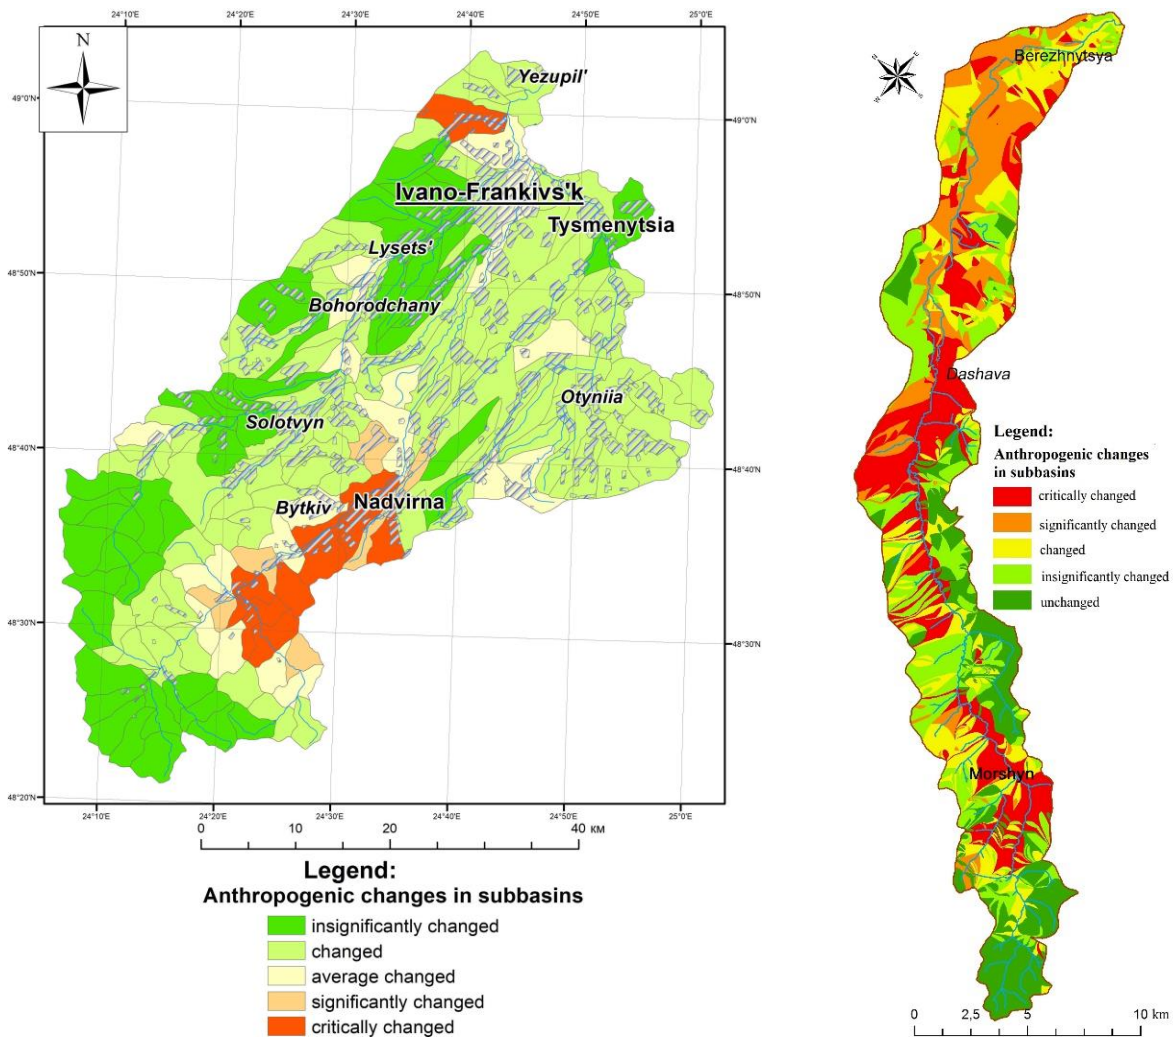 24°10'E 24°20'E 24°30'E 24°40'E 24°50'E 25°0'E
N
49°0'N
49°0'N
48°50'N
48°50'N
48°40'N
48°40'N
48°30'N
48°30'N
48°20'N
Yezupil'
Ivano-Frankivs'k
Tysmenytsia
Lysets'
Bohorodchany
Otyniia
Solotvyn
Bytkiv
Nadvirna
24°10'E 24°20'E 24°30'E 24°40'E 24°50'E 25°0'E
0 10 20 40 км
Legend:
Anthropogenic changes in subbasins
insignificantly changed
changed
average changed
significantly changed
critically changed
N
E
W
S
Berezhnytsya
Dashava
Morshyn
Legend:
Anthropogenic changes
in subbasins
critically changed
significantly changed
changed
insignificantly changed
unchanged
0 2,5 5 10 km